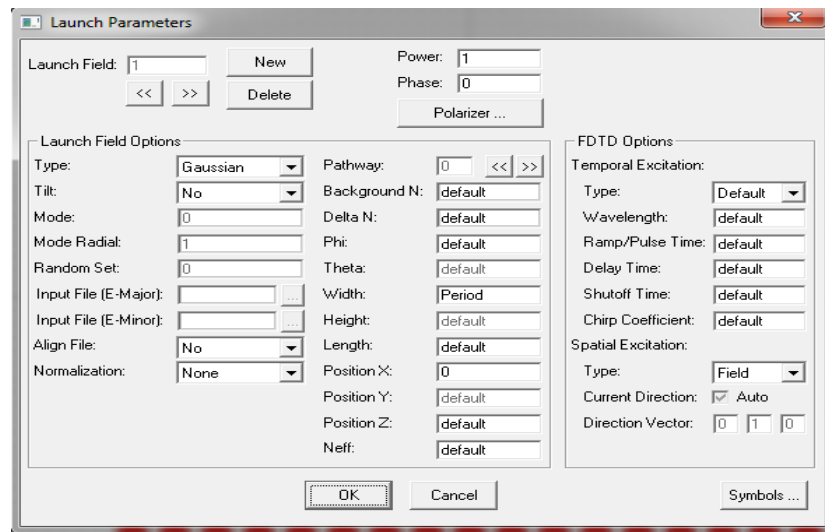 Launch Parameters
Launch Field: 1 New Power: 1
<< >> Delete Phase: 0
Polarizer ...
Launch Field Options
Type: Gaussian
Tilt: No
Mode: 0
Mode Radial: 1
Random Set: 0
Input File (E-Major): ...
Input File (E-Minor): ...
Align File: No
Normalization: None
Pathway: 0 << >>
Background N: default
Delta N: default
Phi: default
Theta: default
Width: Period
Height: default
Length: default
Position X: 0
Position Y: default
Position Z: default
Neff: default
FDTD Options
Temporal Excitation:
Type: Default
Wavelength: default
Ramp/Pulse Time: default
Delay Time: default
Shutoff Time: default
Chirp Coefficient: default
Spatial Excitation:
Type: Field
Current Direction: Auto
Direction Vector: 0 1 0
OK Cancel Symbols ...